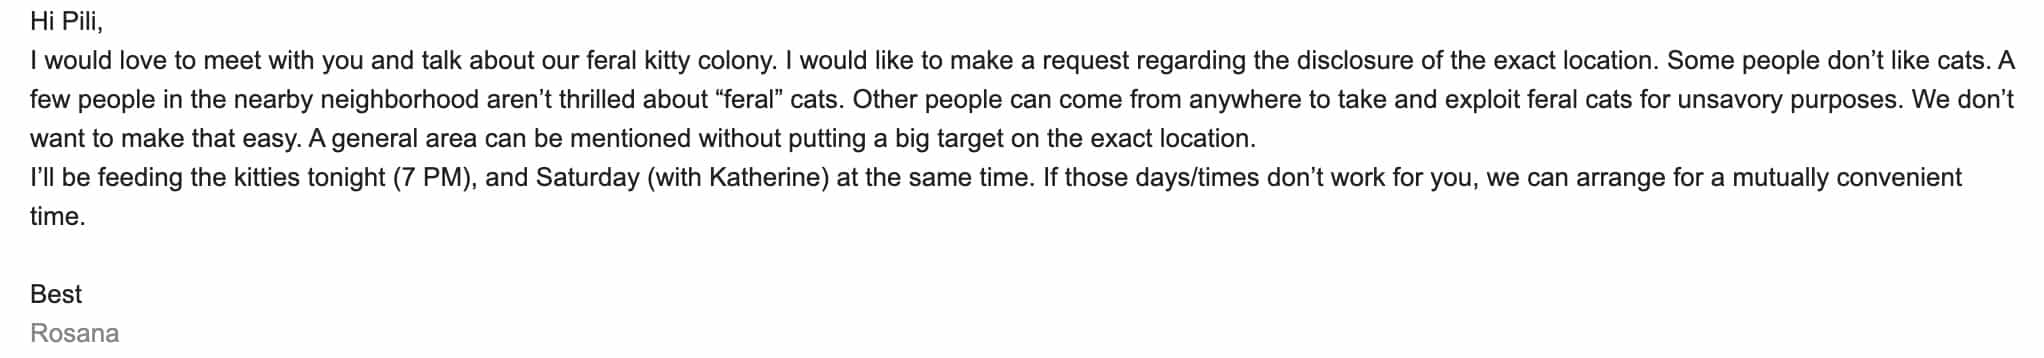 Hi Pili,
I would love to meet with you and talk about our feral kitty colony. I would like to make a request regarding the disclosure of the exact location. Some people don’t like cats. A
few people in the nearby neighborhood aren’t thrilled about “feral” cats. Other people can come from anywhere to take and exploit feral cats for unsavory purposes. We don’t
want to make that easy. A general area can be mentioned without putting a big target on the exact location.
I’ll be feeding the kitties tonight (7 PM), and Saturday (with Katherine) at the same time. If those days/times don’t work for you, we can arrange for a mutually convenient
time.
Best
Rosana